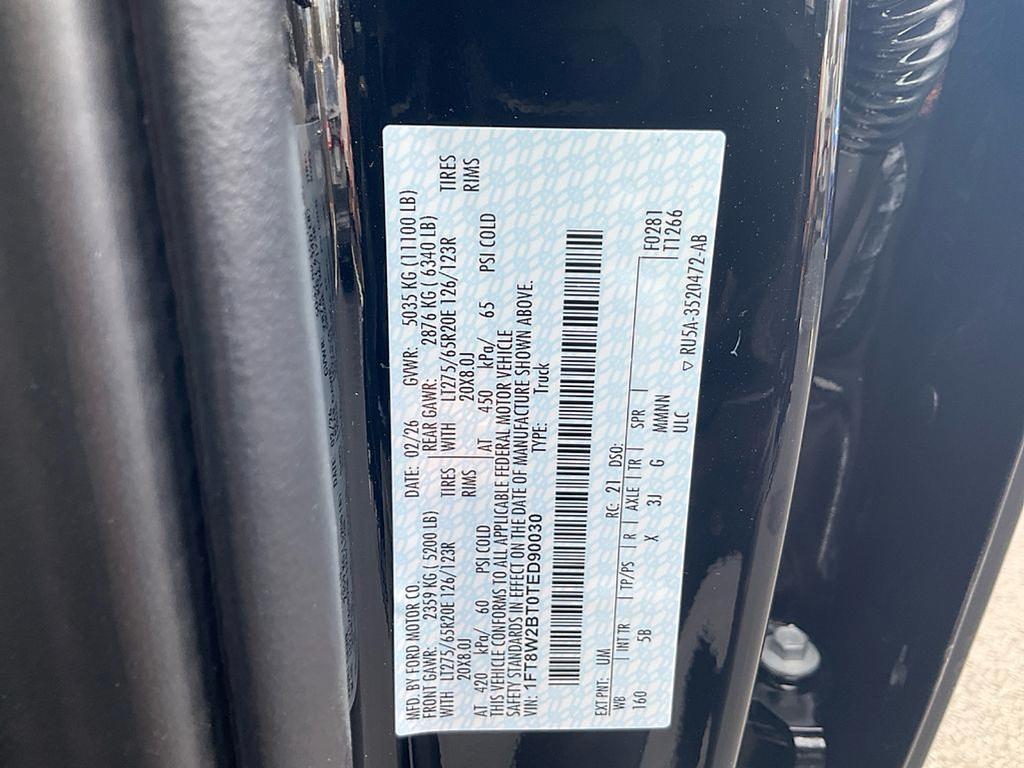 MFD. BY FORD MOTOR CO. DATE: 02/26 GVWR: 5035 KG (11100 LB)
FRONT GAWR: 2359 KG (5200 LB) REAR GAWR: 2876 KG (6340 LB)
WITH LT275/65R20E 126/123R TIRES WITH LT275/65R20E 126/123R TIRES
20X8.0J RIMS 20X8.0J RIMS
AT 420 kPa/ 60 PSI COLD AT 450 kPa/ 65 PSI COLD
THIS VEHICLE CONFORMS TO ALL APPLICABLE FEDERAL MOTOR VEHICLE
SAFETY STANDARDS IN EFFECT ON THE DATE OF MANUFACTURE SHOWN ABOVE.
VIN: 1FT8W2BT0TED90030 TYPE: Truck
EXT PNT: UM RC: 21 DSO: F0281
WB INT TR TP/PS R AXLE TR SPR T1266
160 5B X 3J G MMNN
ULC
RU5A-3520472-AB